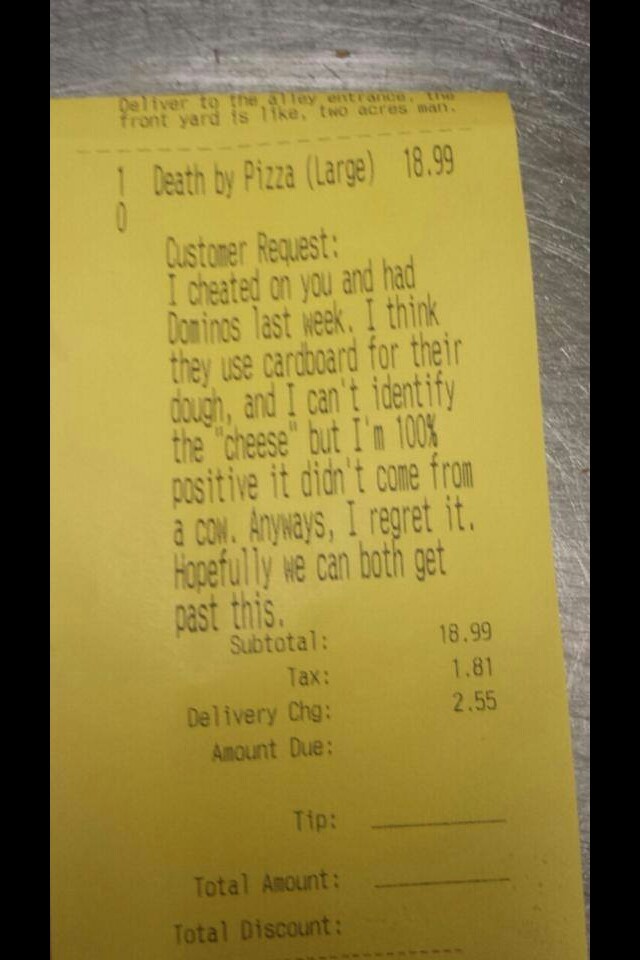 Deliver to the alley entrance, the
front yard is like, two acres man.
1 Death by Pizza (Large) 18.99
0
Customer Request:
I cheated on you and had
Dominos last week. I think
they use cardboard for their
dough, and I can't identify
the "cheese" but I'm 100%
positive it didn't come from
a cow. Anyways, I regret it.
Hopefully we can both get
past this.
Subtotal: 18.99
Tax: 1.81
Delivery Chg: 2.55
Amount Due:
Tip:
Total Amount:
Total Discount: